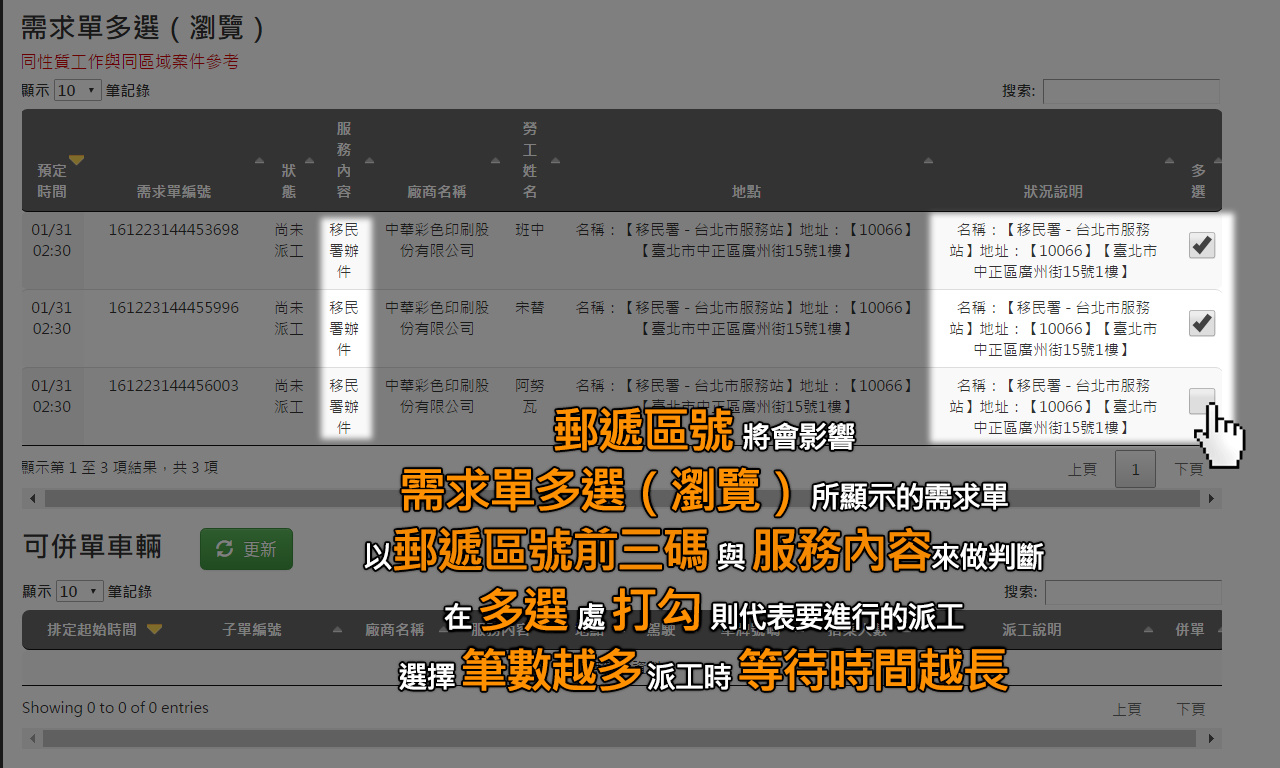 需求單多選 ( 瀏覽 )
同性質工作與同區域案件參考
顯示 10 筆記錄
搜索:
預定時間 需求單編號 狀態 服務內容 廠商名稱 勞工姓名 地點 狀況說明 多選
01/31 161223144453698 尚未 移民 中華彩色印刷股 班中 名稱：【移民署 - 台北市服務站】地址：【10066】 名稱：【移民署 - 台北市服務
02:30 派工 署辦 份有限公司 【臺北市中正區廣州街15號1樓】 站】地址：【10066】【臺北市
件 中正區廣州街15號1樓】
01/31 161223144455996 尚未 移民 中華彩色印刷股 宋替 名稱：【移民署 - 台北市服務站】地址：【10066】 名稱：【移民署 - 台北市服務
02:30 派工 署辦 份有限公司 【臺北市中正區廣州街15號1樓】 站】地址：【10066】【臺北市
件 中正區廣州街15號1樓】
01/31 161223144456003 尚未 移民 中華彩色印刷股 阿努 名稱：【移民署 - 台北市服務站】地址：【10066】 名稱：【移民署 - 台北市服務
02:30 派工 署辦 份有限公司 瓦 【臺北市中正區廣州街15號1樓】 站】地址：【10066】【臺北市
件 中正區廣州街15號1樓】
郵遞區號 將會影響
顯示第 1 至 3 項結果，共 3 項
上頁 1 下頁
需求單多選 ( 瀏覽 ) 所顯示的需求單
可併單車輛 更新
以郵遞區號前三碼 與 服務內容來做判斷
顯示 10 筆記錄
搜索:
在 多選 處 打勾 則代表要進行的派工
排定起始時間 子單編號 廠商名稱 服務內容 地點 駕駛 車牌號碼 搭乘人數 派工說明 併單
選擇 筆數越多 派工時 等待時間越長
Showing 0 to 0 of 0 entries
上頁 下頁